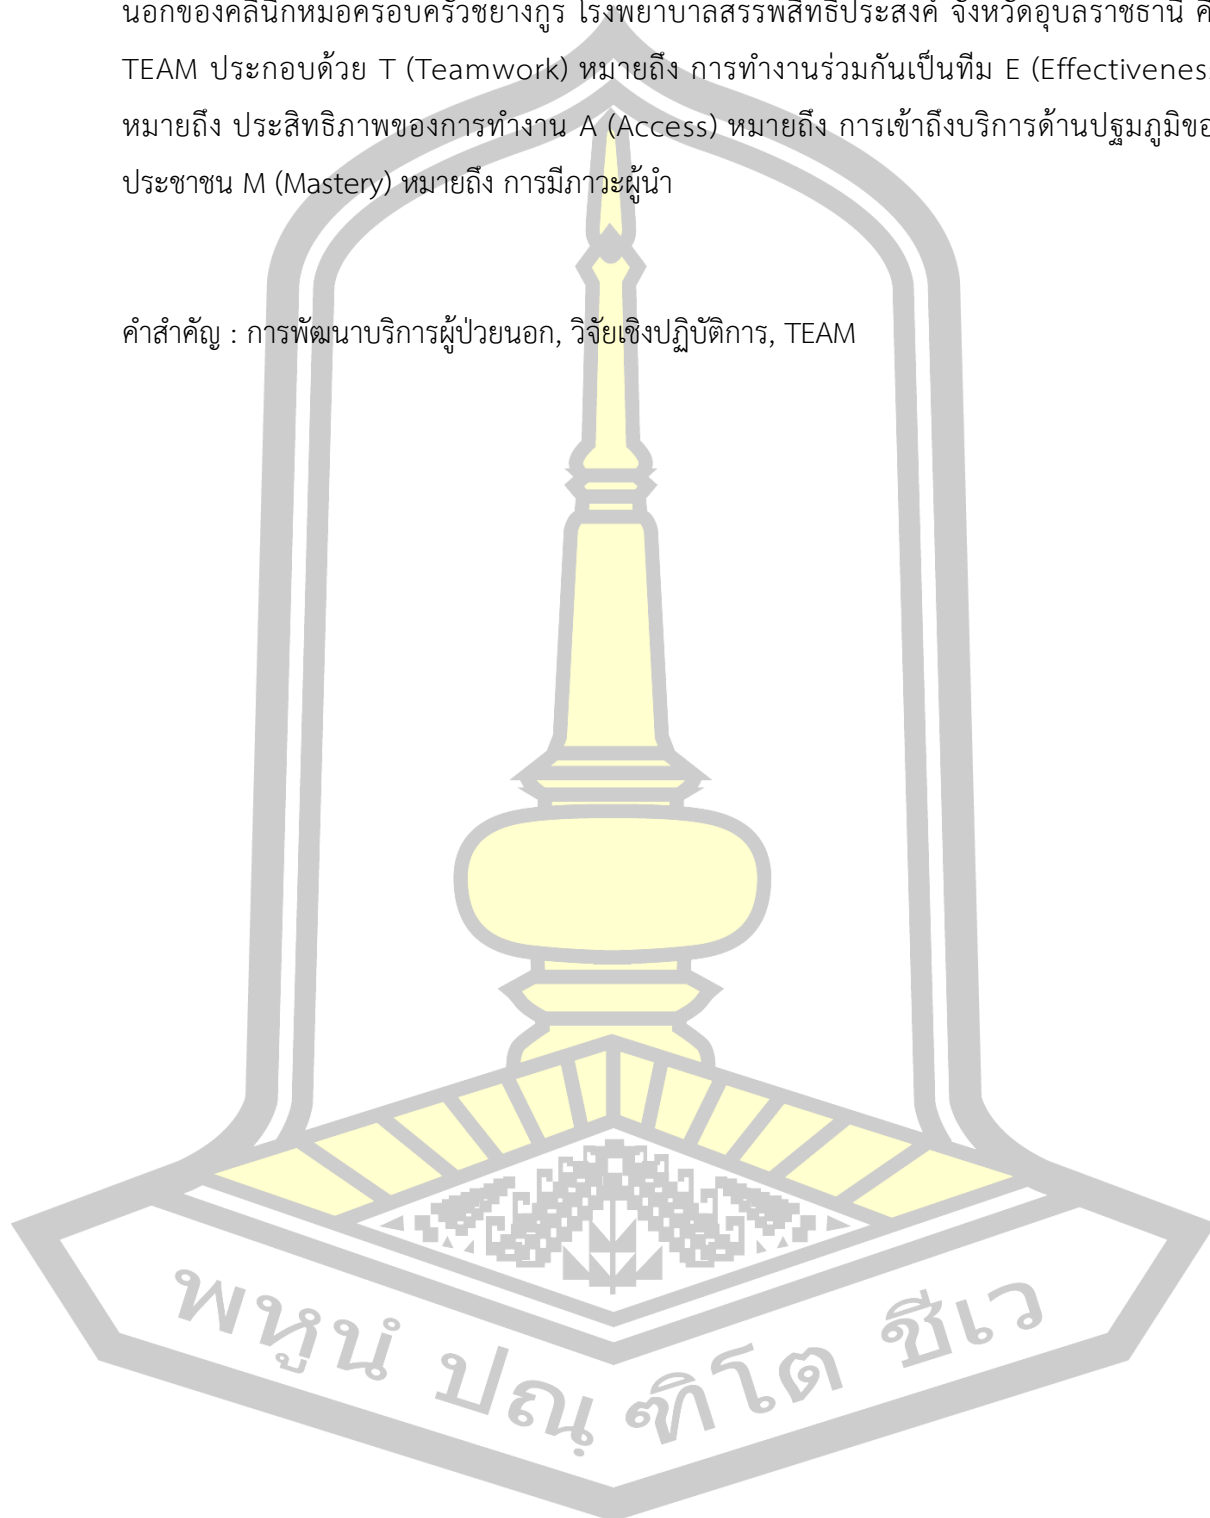 นอกของคลินิกหมอครอบครัวชยางกูร โรงพยาบาลสรรพสิทธิประสงค์ จังหวัดอุบลราชธานี คื
TEAM ประกอบด้วย T (Teamwork) หมายถึง การทำงานร่วมกันเป็นทีม E (Effectivenes
หมายถึง ประสิทธิภาพของการทำงาน A (Access) หมายถึง การเข้าถึงบริการด้านปฐมภูมิขอ
ประชาชน M (Mastery) หมายถึง การมีภาวะผู้นำ
คำสำคัญ : การพัฒนาบริการผู้ป่วยนอก, วิจัยเชิงปฏิบัติการ, TEAM
พหูนํ ปณฺฑิโต ชีเว